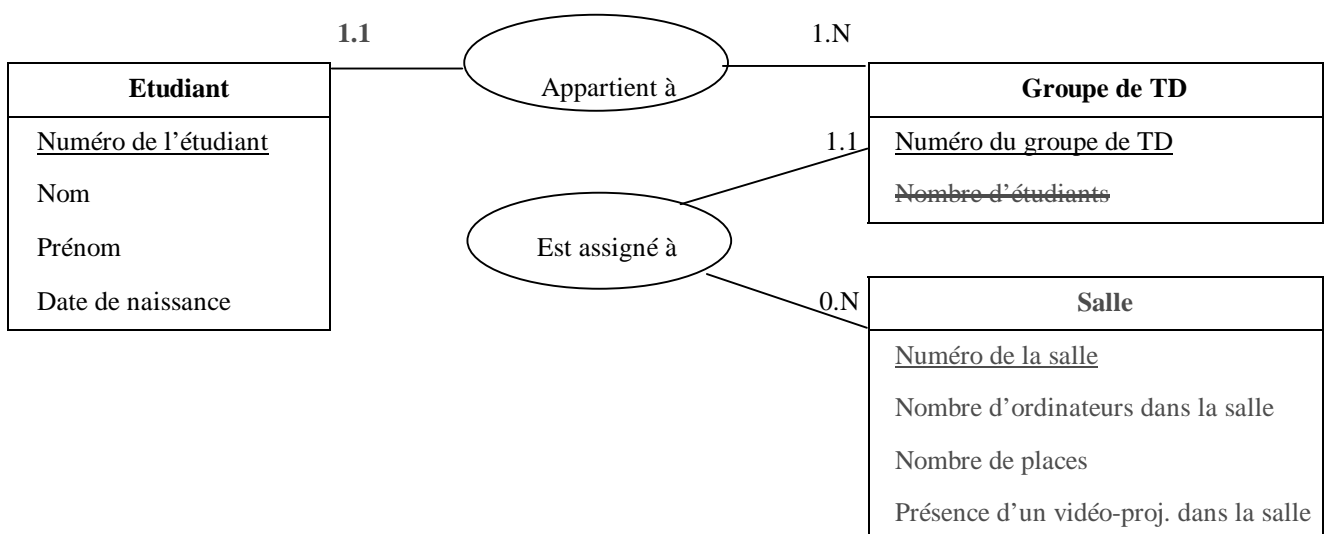 1.1
1.N
Appartient à
Etudiant
Numéro de l’étudiant
Nom
Prénom
Date de naissance
Groupe de TD
Numéro du groupe de TD
Nombre d’étudiants
1.1
Est assigné à
0.N
Salle
Numéro de la salle
Nombre d’ordinateurs dans la salle
Nombre de places
Présence d’un vidéo-proj. dans la salle